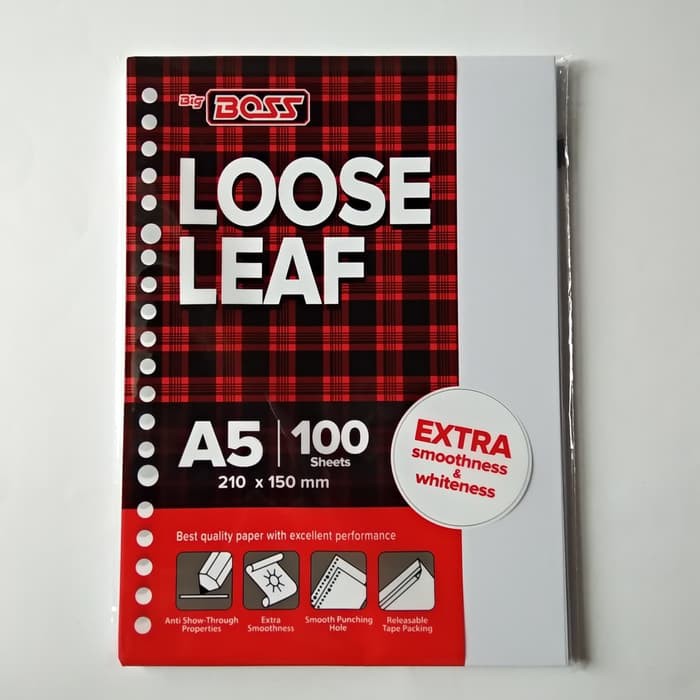 Big BOSS
LOOSE
LEAF
A5 | 100
Sheets
210 x 150 mm
EXTRA
smoothness
&
whiteness
Best quality paper with excellent performance
Anti Show-Through
Properties
Extra
Smoothness
Smooth Punching
Hole
Releasable
Tape Packing